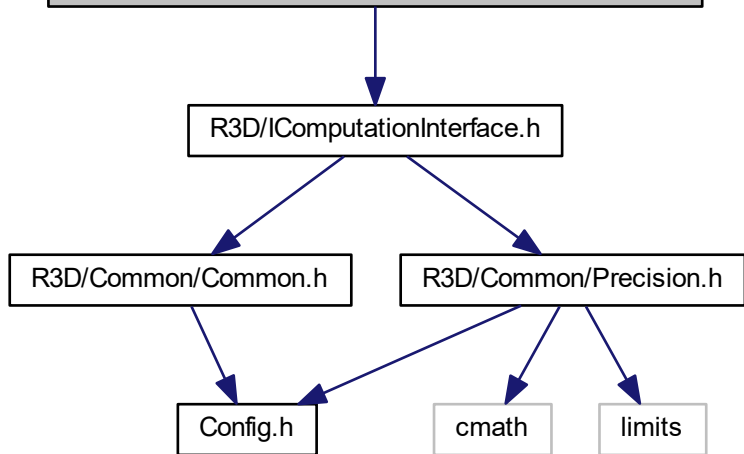 R3D/IComputationInterface.h
R3D/Common/Common.h
R3D/Common/Precision.h
Config.h
cmath
limits